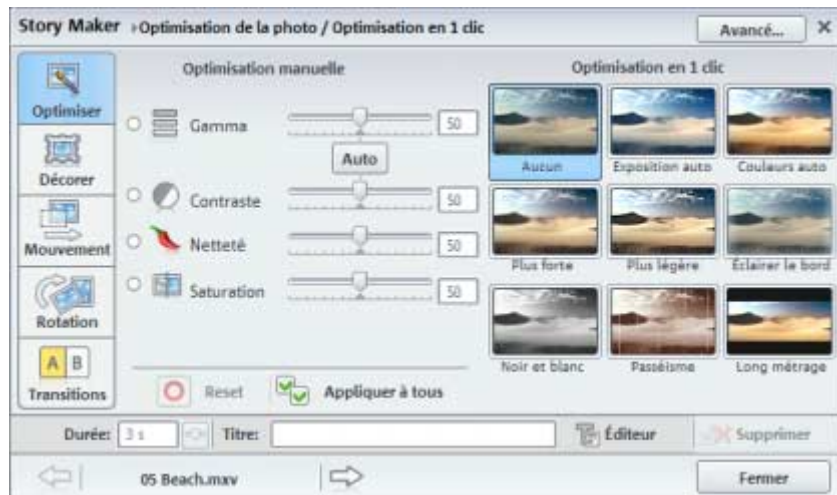 Story Maker › Optimisation de la photo / Optimisation en 1 clic
Avancé...
Optimiser
Décorer
Mouvement
Rotation
A B
Transitions
Optimisation manuelle
Gamma 50
Auto
Contraste 50
Netteté 50
Saturation 50
Reset
Appliquer à tous
Optimisation en 1 clic
Aucun Exposition auto Couleurs auto
Plus forte Plus légère Éclairer le bord
Noir et blanc Passéisme Long métrage
Durée: 3 s Titre: Éditeur Supprimer
05 Beach.mxv Fermer